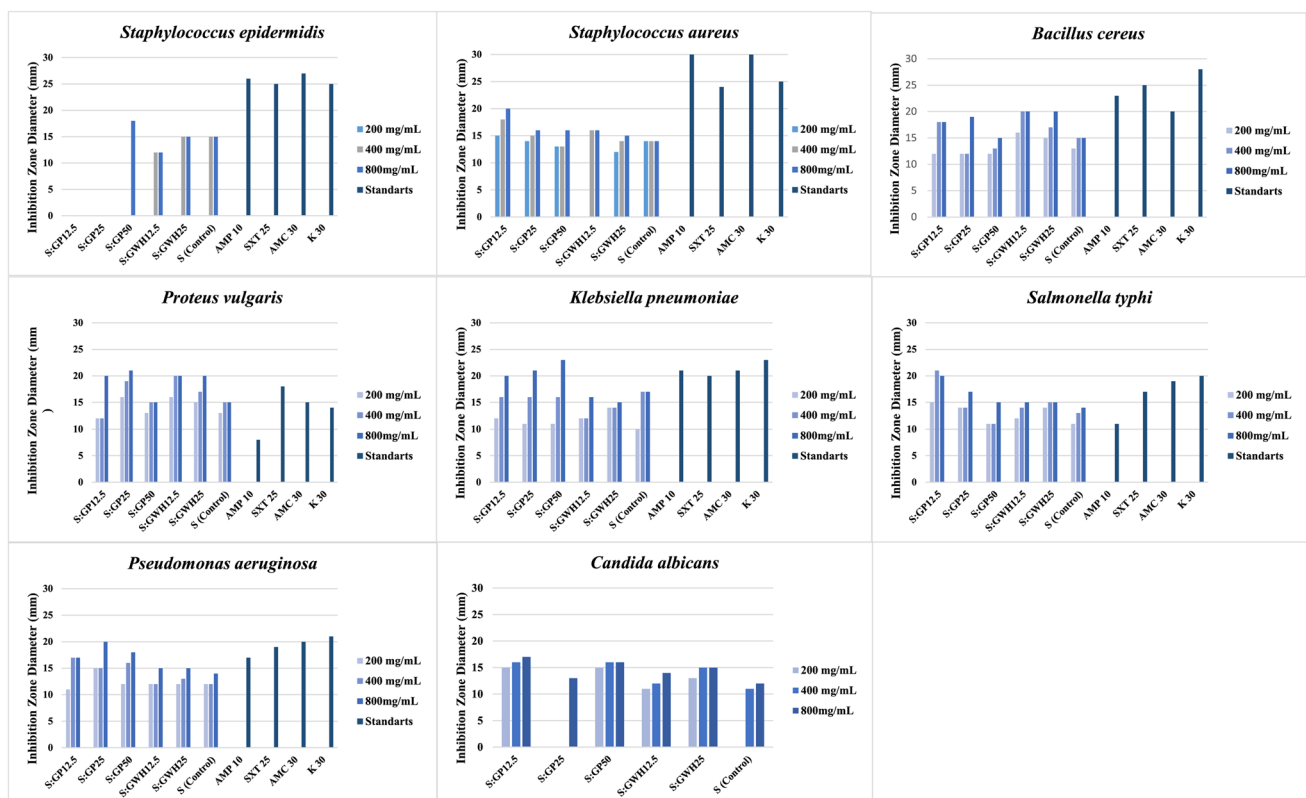 Staphylococcus epidermidis
Inhibition Zone Diameter (mm)
30
25
20
15
10
5
0
S:GP12.5
S:GP25
S:GP50
S:GWH12.5
S:GWH25
S (Control)
AMP 10
SXT 25
AMC 30
K 30
200 mg/mL
400 mg/mL
800mg/mL
Standarts
Staphylococcus aureus
Inhibition Zone Diameter (mm)
30
25
20
15
10
5
0
S:GP12.5
S:GP25
S:GP50
S:GWH12.5
S:GWH25
S (Control)
AMP 10
SXT 25
AMC 30
K 30
200 mg/mL
400 mg/mL
800mg/mL
Standarts
Bacillus cereus
Inhibition Zone Diameter (mm)
30
25
20
15
10
5
0
S:GP12.5
S:GP25
S:GP50
S:GWH12.5
S:GWH25
S (Control)
AMP 10
SXT 25
AMC 30
K 30
200 mg/mL
400 mg/mL
800mg/mL
Standarts
Proteus vulgaris
Inhibition Zone Diameter (mm
)
30
25
20
15
10
5
0
S:GP12.5
S:GP25
S:GP50
S:GWH12.5
S:GWH25
S (Control)
AMP 10
SXT 25
AMC 30
K 30
200 mg/mL
400 mg/mL
800mg/mL
Standarts
Klebsiella pneumoniae
Inhibition Zone Diameter (mm)
30
25
20
15
10
5
0
S:GP12.5
S:GP25
S:GP50
S:GWH12.5
S:GWH25
S (Control)
AMP 10
SXT 25
AMC 30
K 30
200 mg/mL
400 mg/mL
800mg/mL
Standarts
Salmonella typhi
Inhibition Zone Diameter (mm)
30
25
20
15
10
5
0
S:GP12.5
S:GP25
S:GP50
S:GWH12.5
S:GWH25
S (Control)
AMP 10
SXT 25
AMC 30
K 30
200 mg/mL
400 mg/mL
800mg/mL
Standarts
Pseudomonas aeruginosa
Inhibition Zone Diameter (mm)
30
25
20
15
10
5
0
S:GP12.5
S:GP25
S:GP50
S:GWH12.5
S:GWH25
S (Control)
AMP 10
SXT 25
AMC 30
K 30
200 mg/mL
400 mg/mL
800mg/mL
Standarts
Candida albicans
Inhibition Zone Diameter (mm)
30
25
20
15
10
5
0
S:GP12.5
S:GP25
S:GP50
S:GWH12.5
S:GWH25
S (Control)
200 mg/mL
400 mg/mL
800mg/mL